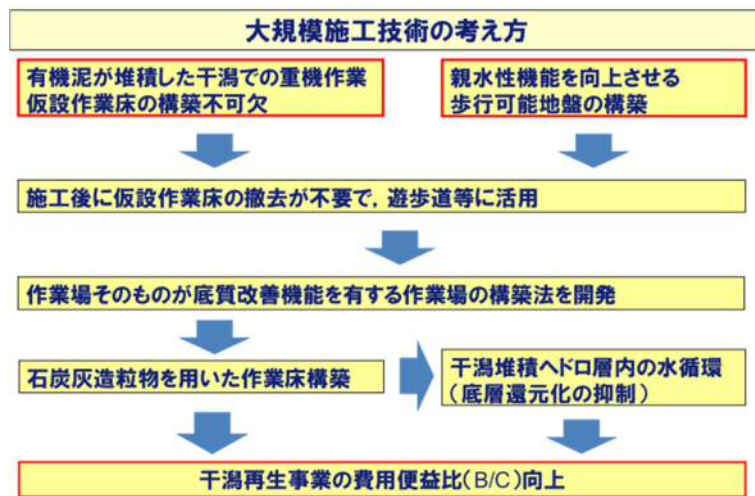 大規模施工技術の考え方
有機泥が堆積した干潟での重機作業
仮設作業床の構築不可欠
親水性機能を向上させる
歩行可能地盤の構築
施工後に仮設作業床の撤去が不要で,遊歩道等に活用
作業場そのものが底質改善機能を有する作業場の構築法を開発
石炭灰造粒物を用いた作業床構築
干潟堆積ヘドロ層内の水循環
(底層還元化の抑制)
干潟再生事業の費用便益比(B/C)向上